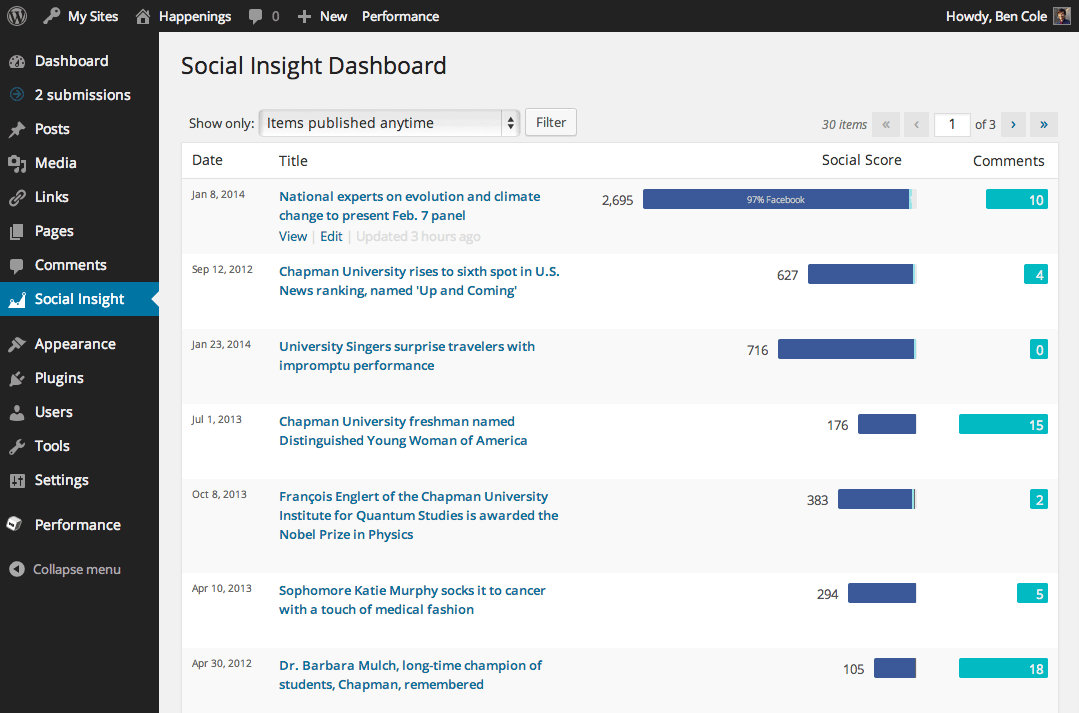 My Sites Happenings 0 New Performance Howdy, Ben Cole
Dashboard
2 submissions
Posts
Media
Links
Pages
Comments
Social Insight
Appearance
Plugins
Users
Tools
Settings
Performance
Collapse menu
Social Insight Dashboard
Show only: Items published anytime Filter 30 items « ‹ 1 of 3 › »
Date Title Social Score Comments
Jan 8, 2014 National experts on evolution and climate 2,695 97% Facebook 10
change to present Feb. 7 panel
View | Edit | Updated 3 hours ago
Sep 12, 2012 Chapman University rises to sixth spot in U.S. 627 4
News ranking, named 'Up and Coming'
Jan 23, 2014 University Singers surprise travelers with 716 0
impromptu performance
Jul 1, 2013 Chapman University freshman named 176 15
Distinguished Young Woman of America
Oct 8, 2013 François Englert of the Chapman University 383 2
Institute for Quantum Studies is awarded the
Nobel Prize in Physics
Apr 10, 2013 Sophomore Katie Murphy socks it to cancer 294 5
with a touch of medical fashion
Apr 30, 2012 Dr. Barbara Mulch, long-time champion of 105 18
students, Chapman, remembered